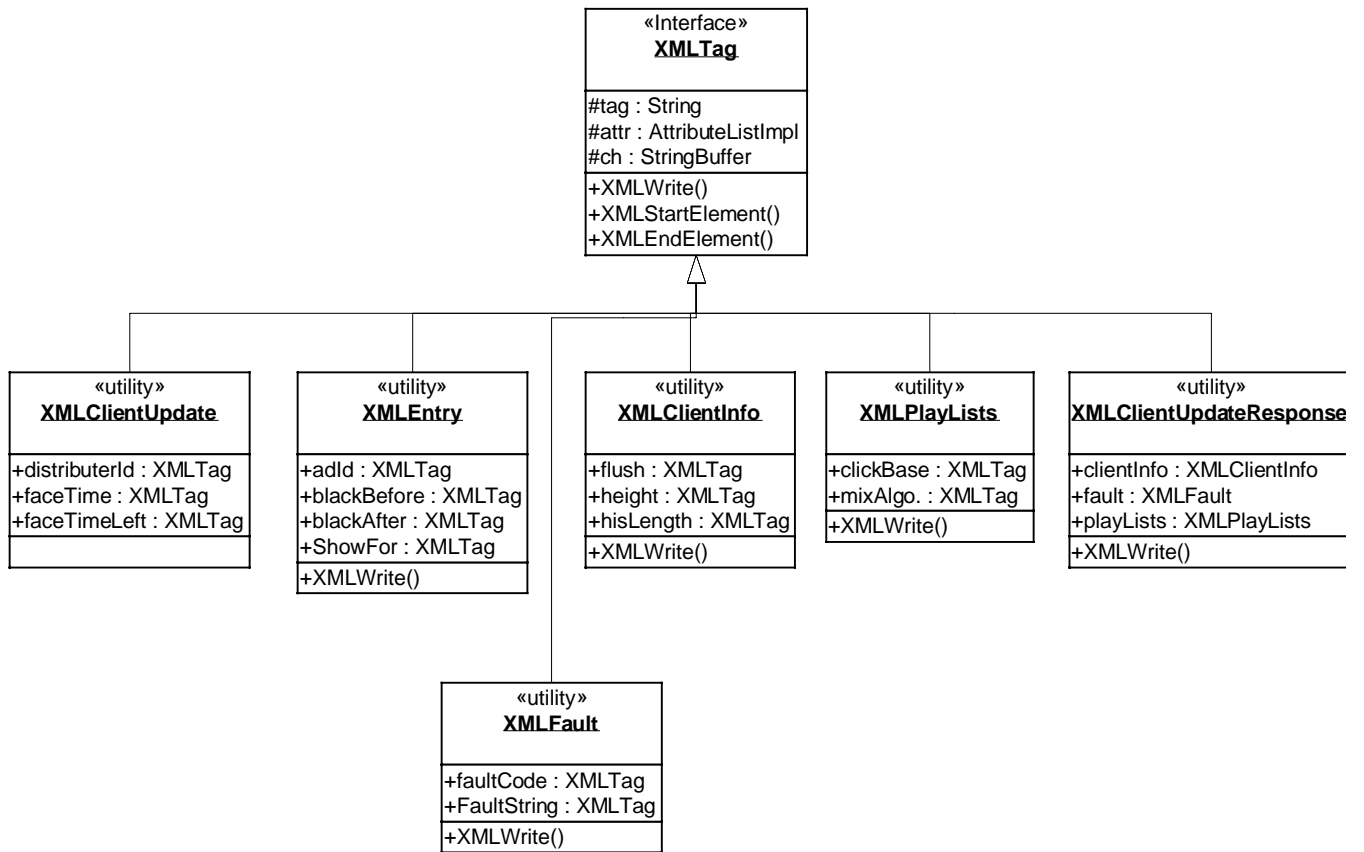 «Interface»
XMLTag
#tag : String
#attr : AttributeListImpl
#ch : StringBuffer
+XMLWrite()
+XMLStartElement()
+XMLEndElement()
«utility»
XMLClientUpdate
+distributerId : XMLTag
+faceTime : XMLTag
+faceTimeLeft : XMLTag
«utility»
XMLEntry
+adId : XMLTag
+blackBefore : XMLTag
+blackAfter : XMLTag
+ShowFor : XMLTag
+XMLWrite()
«utility»
XMLClientInfo
+flush : XMLTag
+height : XMLTag
+hisLength : XMLTag
+XMLWrite()
«utility»
XMLPlayLists
+clickBase : XMLTag
+mixAlgo. : XMLTag
+XMLWrite()
«utility»
XMLClientUpdateResponse
+clientInfo : XMLClientInfo
+fault : XMLFault
+playLists : XMLPlayLists
+XMLWrite()
«utility»
XMLFault
+faultCode : XMLTag
+FaultString : XMLTag
+XMLWrite()